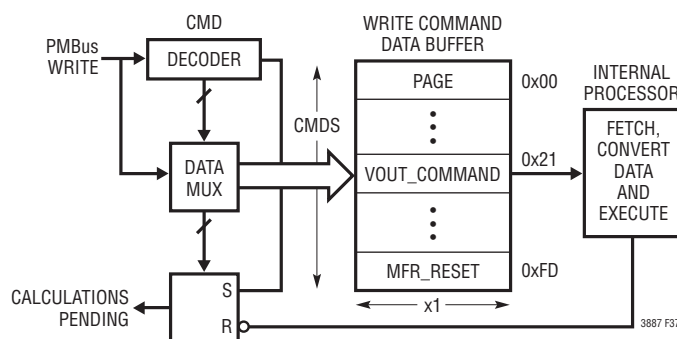 CMD
PMBus
WRITE
DECODER
DATA
MUX
S
R
CALCULATIONS
PENDING
CMDS
WRITE COMMAND
DATA BUFFER
PAGE
0x00
VOUT_COMMAND
0x21
MFR_RESET
0xFD
x1
INTERNAL
PROCESSOR
FETCH,
CONVERT
DATA
AND
EXECUTE
3887 F37